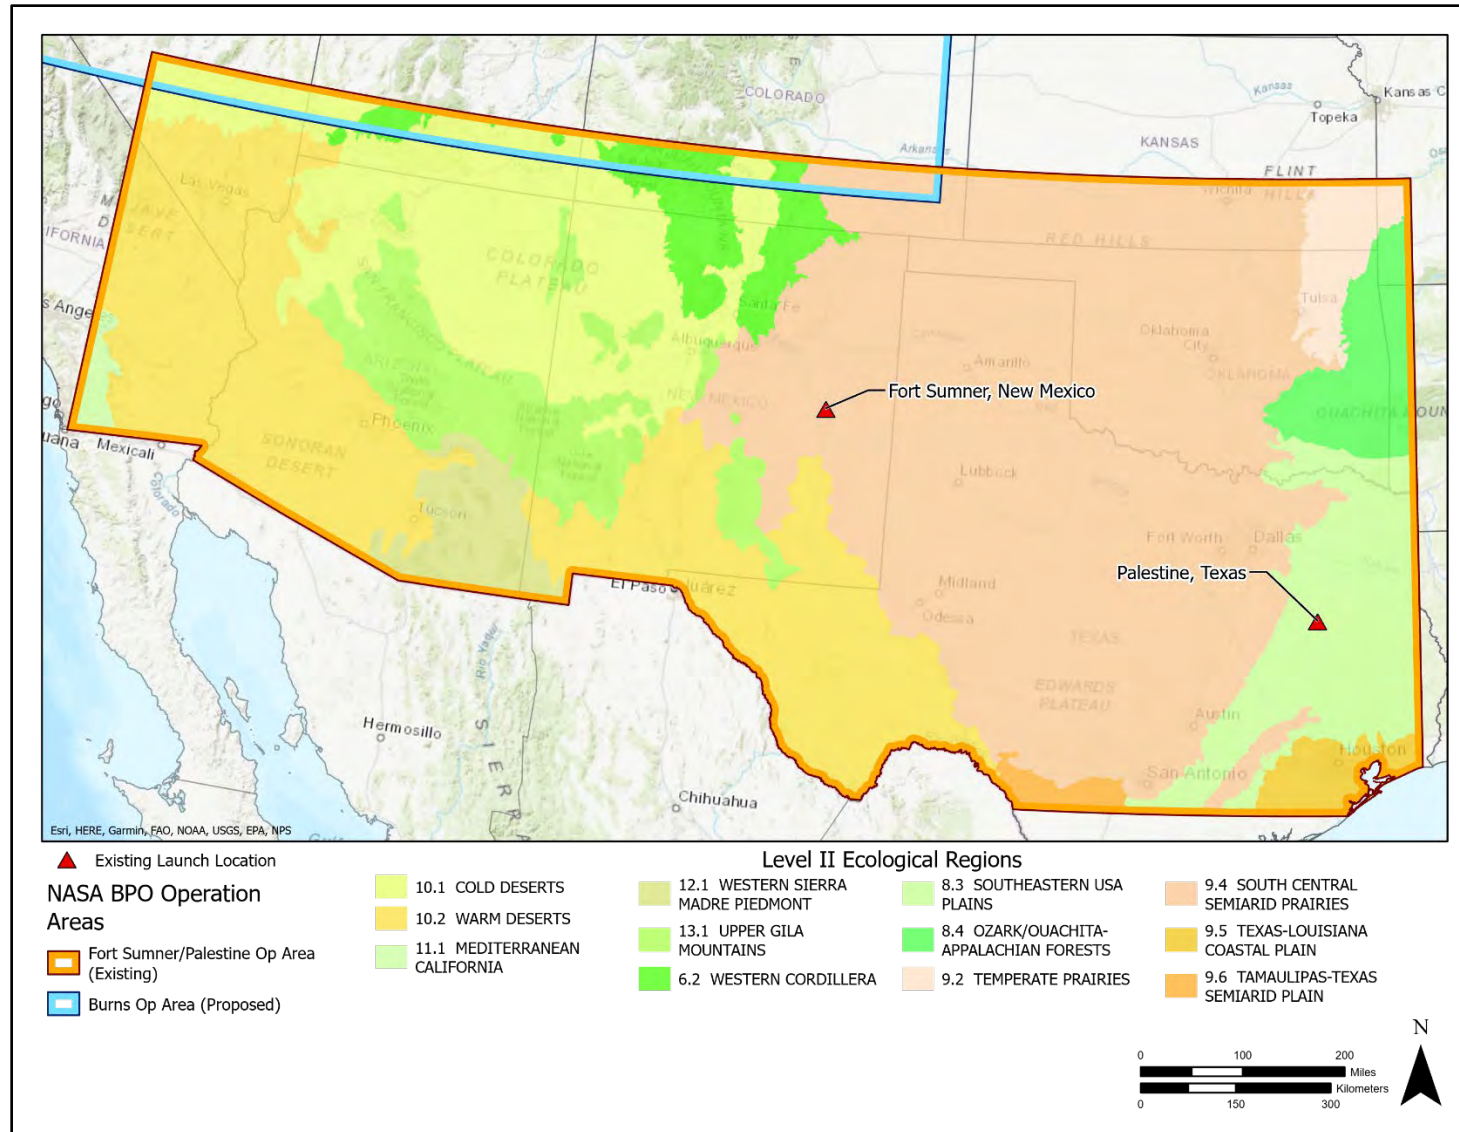 COLORADO
Kansas
Kansas C
Topeka
Arkansas
KANSAS
FLINT
HILLS
Wichita
Las Vegas
DESERT
IFORNIA
CALIFORNIA
RED HILLS
COLORADO
PLATEAU
s Ange
Santa Fe
Albuquerque
Tulsa
Oklahoma
City
OKLAHOMA
Amarillo
ARIZONA
NEW MEXICO
Fort Sumner, New Mexico
OUACHITA MOUN
Phoenix
SONORAN
DESERT
uana
Mexicali
Colorado
Lubbock
Tucson
Fort Worth
Dallas
Palestine, Texas
El Paso
Juárez
Midland
Odessa
TEXAS
EDWARDS
PLATEAU
Rio Yaqui
Hermosillo
SIERR
Austin
San Antonio
Houston
Chihuahua
Esri, HERE, Garmin, FAO, NOAA, USGS, EPA, NPS
Existing Launch Location
NASA BPO Operation
Areas
Fort Sumner/Palestine Op Area
(Existing)
Burns Op Area (Proposed)
Level II Ecological Regions
10.1 COLD DESERTS
10.2 WARM DESERTS
11.1 MEDITERRANEAN
CALIFORNIA
12.1 WESTERN SIERRA
MADRE PIEDMONT
13.1 UPPER GILA
MOUNTAINS
6.2 WESTERN CORDILLERA
8.3 SOUTHEASTERN USA
PLAINS
8.4 OZARK/OUACHITA-
APPALACHIAN FORESTS
9.2 TEMPERATE PRAIRIES
9.4 SOUTH CENTRAL
SEMIARID PRAIRIES
9.5 TEXAS-LOUISIANA
COASTAL PLAIN
9.6 TAMAULIPAS-TEXAS
SEMIARID PLAIN
N
0 100 200
Miles
Kilometers
0 150 300